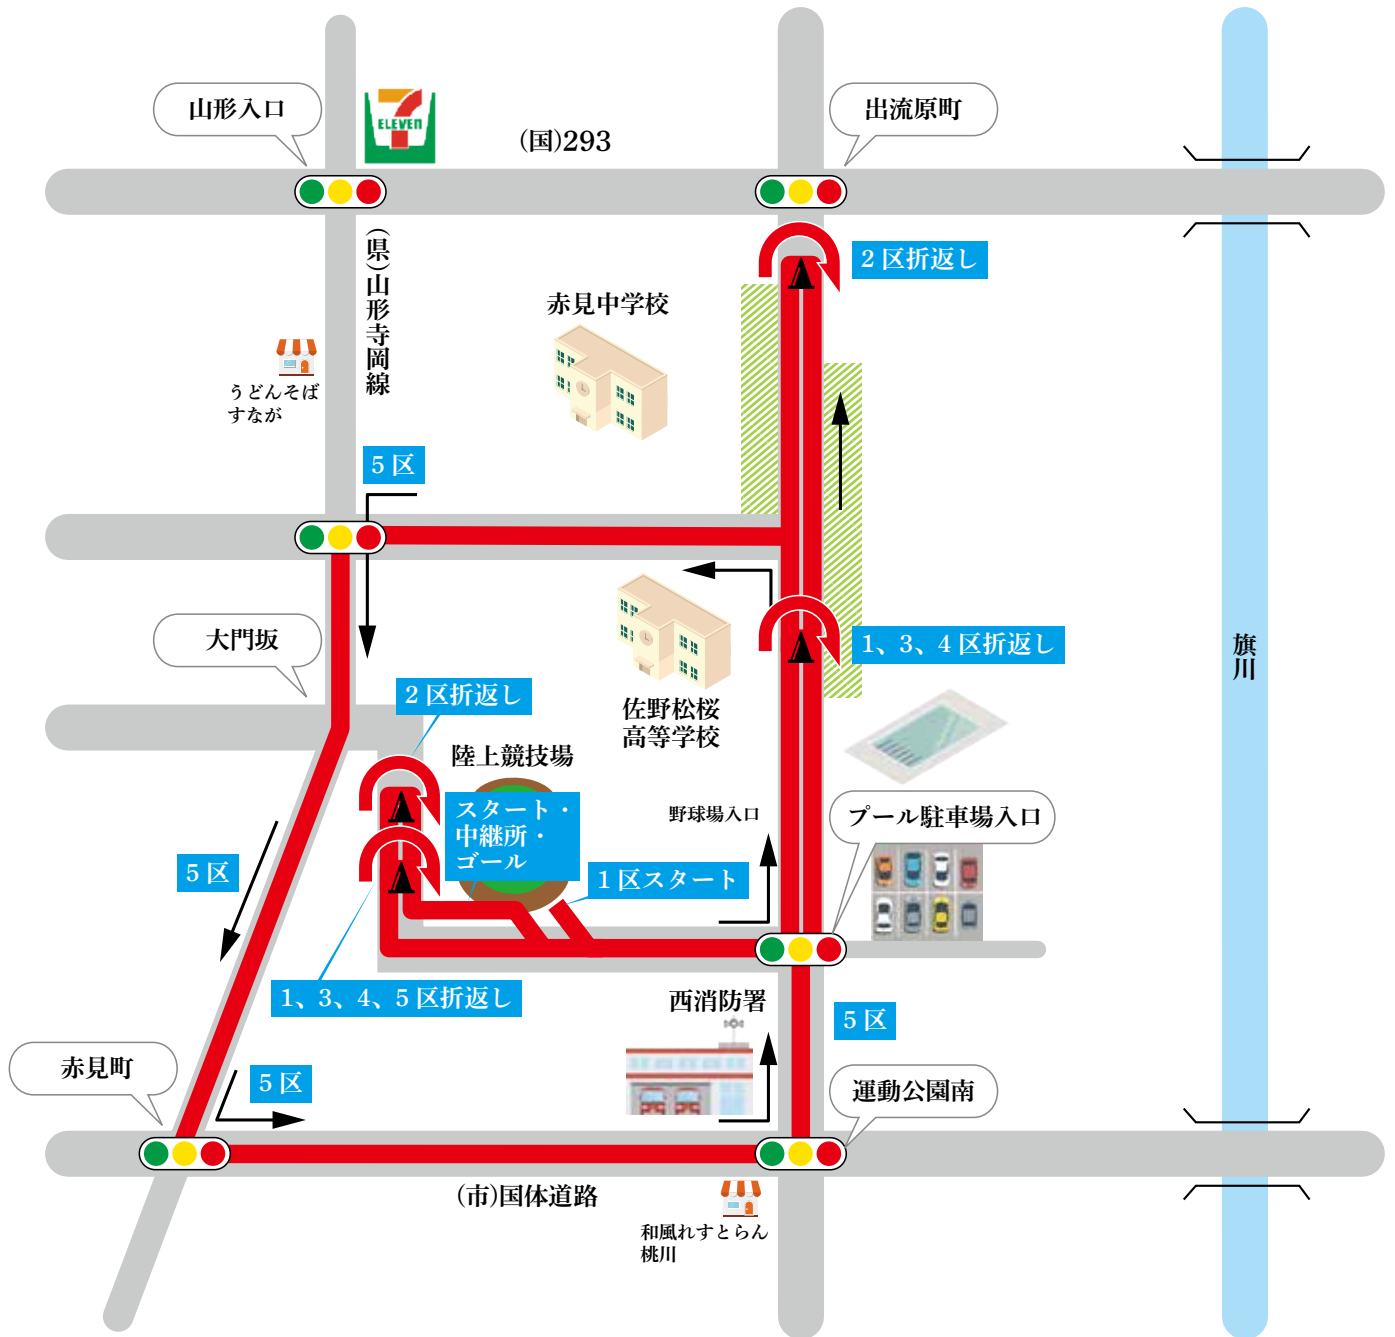 山形入口
ELEVEn
(国)293
出流原町
(県)山形寺岡線
2 区折返し
赤見中学校
うどんそば
すなが
5 区
大門坂
1、3、4 区折返し
旗川
佐野松桜
高等学校
2 区折返し
陸上競技場
スタート・
中継所・
ゴール
野球場入口
プール駐車場入口
1 区スタート
5 区
1、3、4、5 区折返し
西消防署
5 区
赤見町
5 区
運動公園南
(市)国体道路
和風れすとらん
桃川